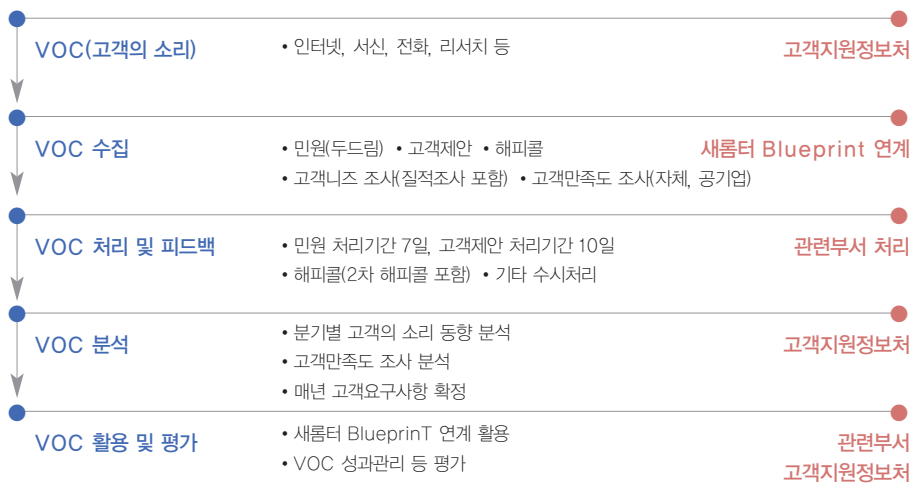 VOC(고객의 소리) • 인터넷, 서신, 전화, 리서치 등 고객지원정보처
VOC 수집 • 민원(두드림) • 고객제안 • 해피콜 새롬터 Blueprint 연계
• 고객니즈 조사(질적조사 포함) • 고객만족도 조사(자체, 공기업)
VOC 처리 및 피드백 • 민원 처리기간 7일, 고객제안 처리기간 10일 관련부서 처리
• 해피콜(2차 해피콜 포함) • 기타 수시처리
VOC 분석 • 분기별 고객의 소리 동향 분석 고객지원정보처
• 고객만족도 조사 분석
• 매년 고객요구사항 확정
VOC 활용 및 평가 • 새롬터 BlueprinT 연계 활용 관련부서
• VOC 성과관리 등 평가 고객지원정보처